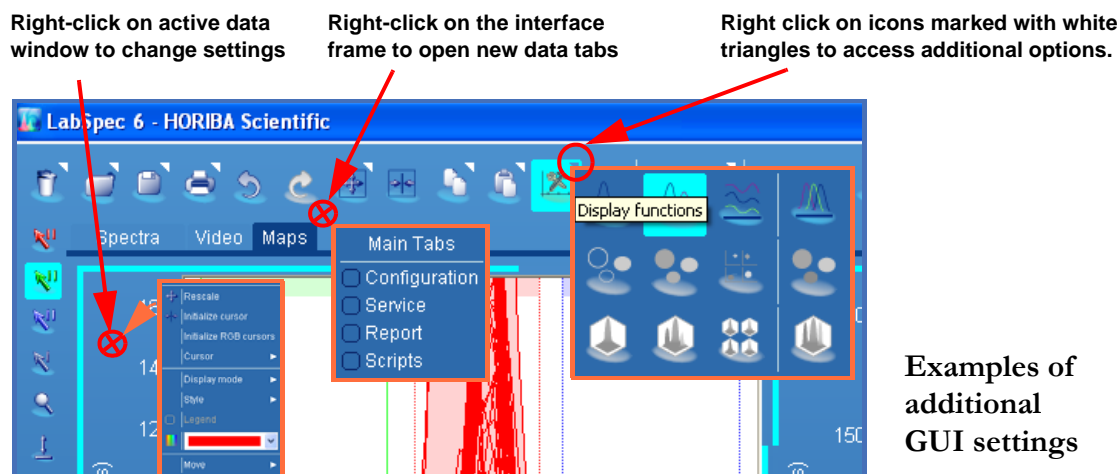 Right-click on active data
window to change settings
Right-click on the interface
frame to open new data tabs
Right click on icons marked with white
triangles to access additional options.
LabSpec 6 - HORIBA Scientific
Display functions
Spectra Video Maps
Main Tabs
Configuration
Service
Report
Scripts
Rescale
Initialize cursor
Initialize RGB cursors
Cursor
Display mode
Style
Legend
Move
14
12
150
Examples of
additional
GUI settings